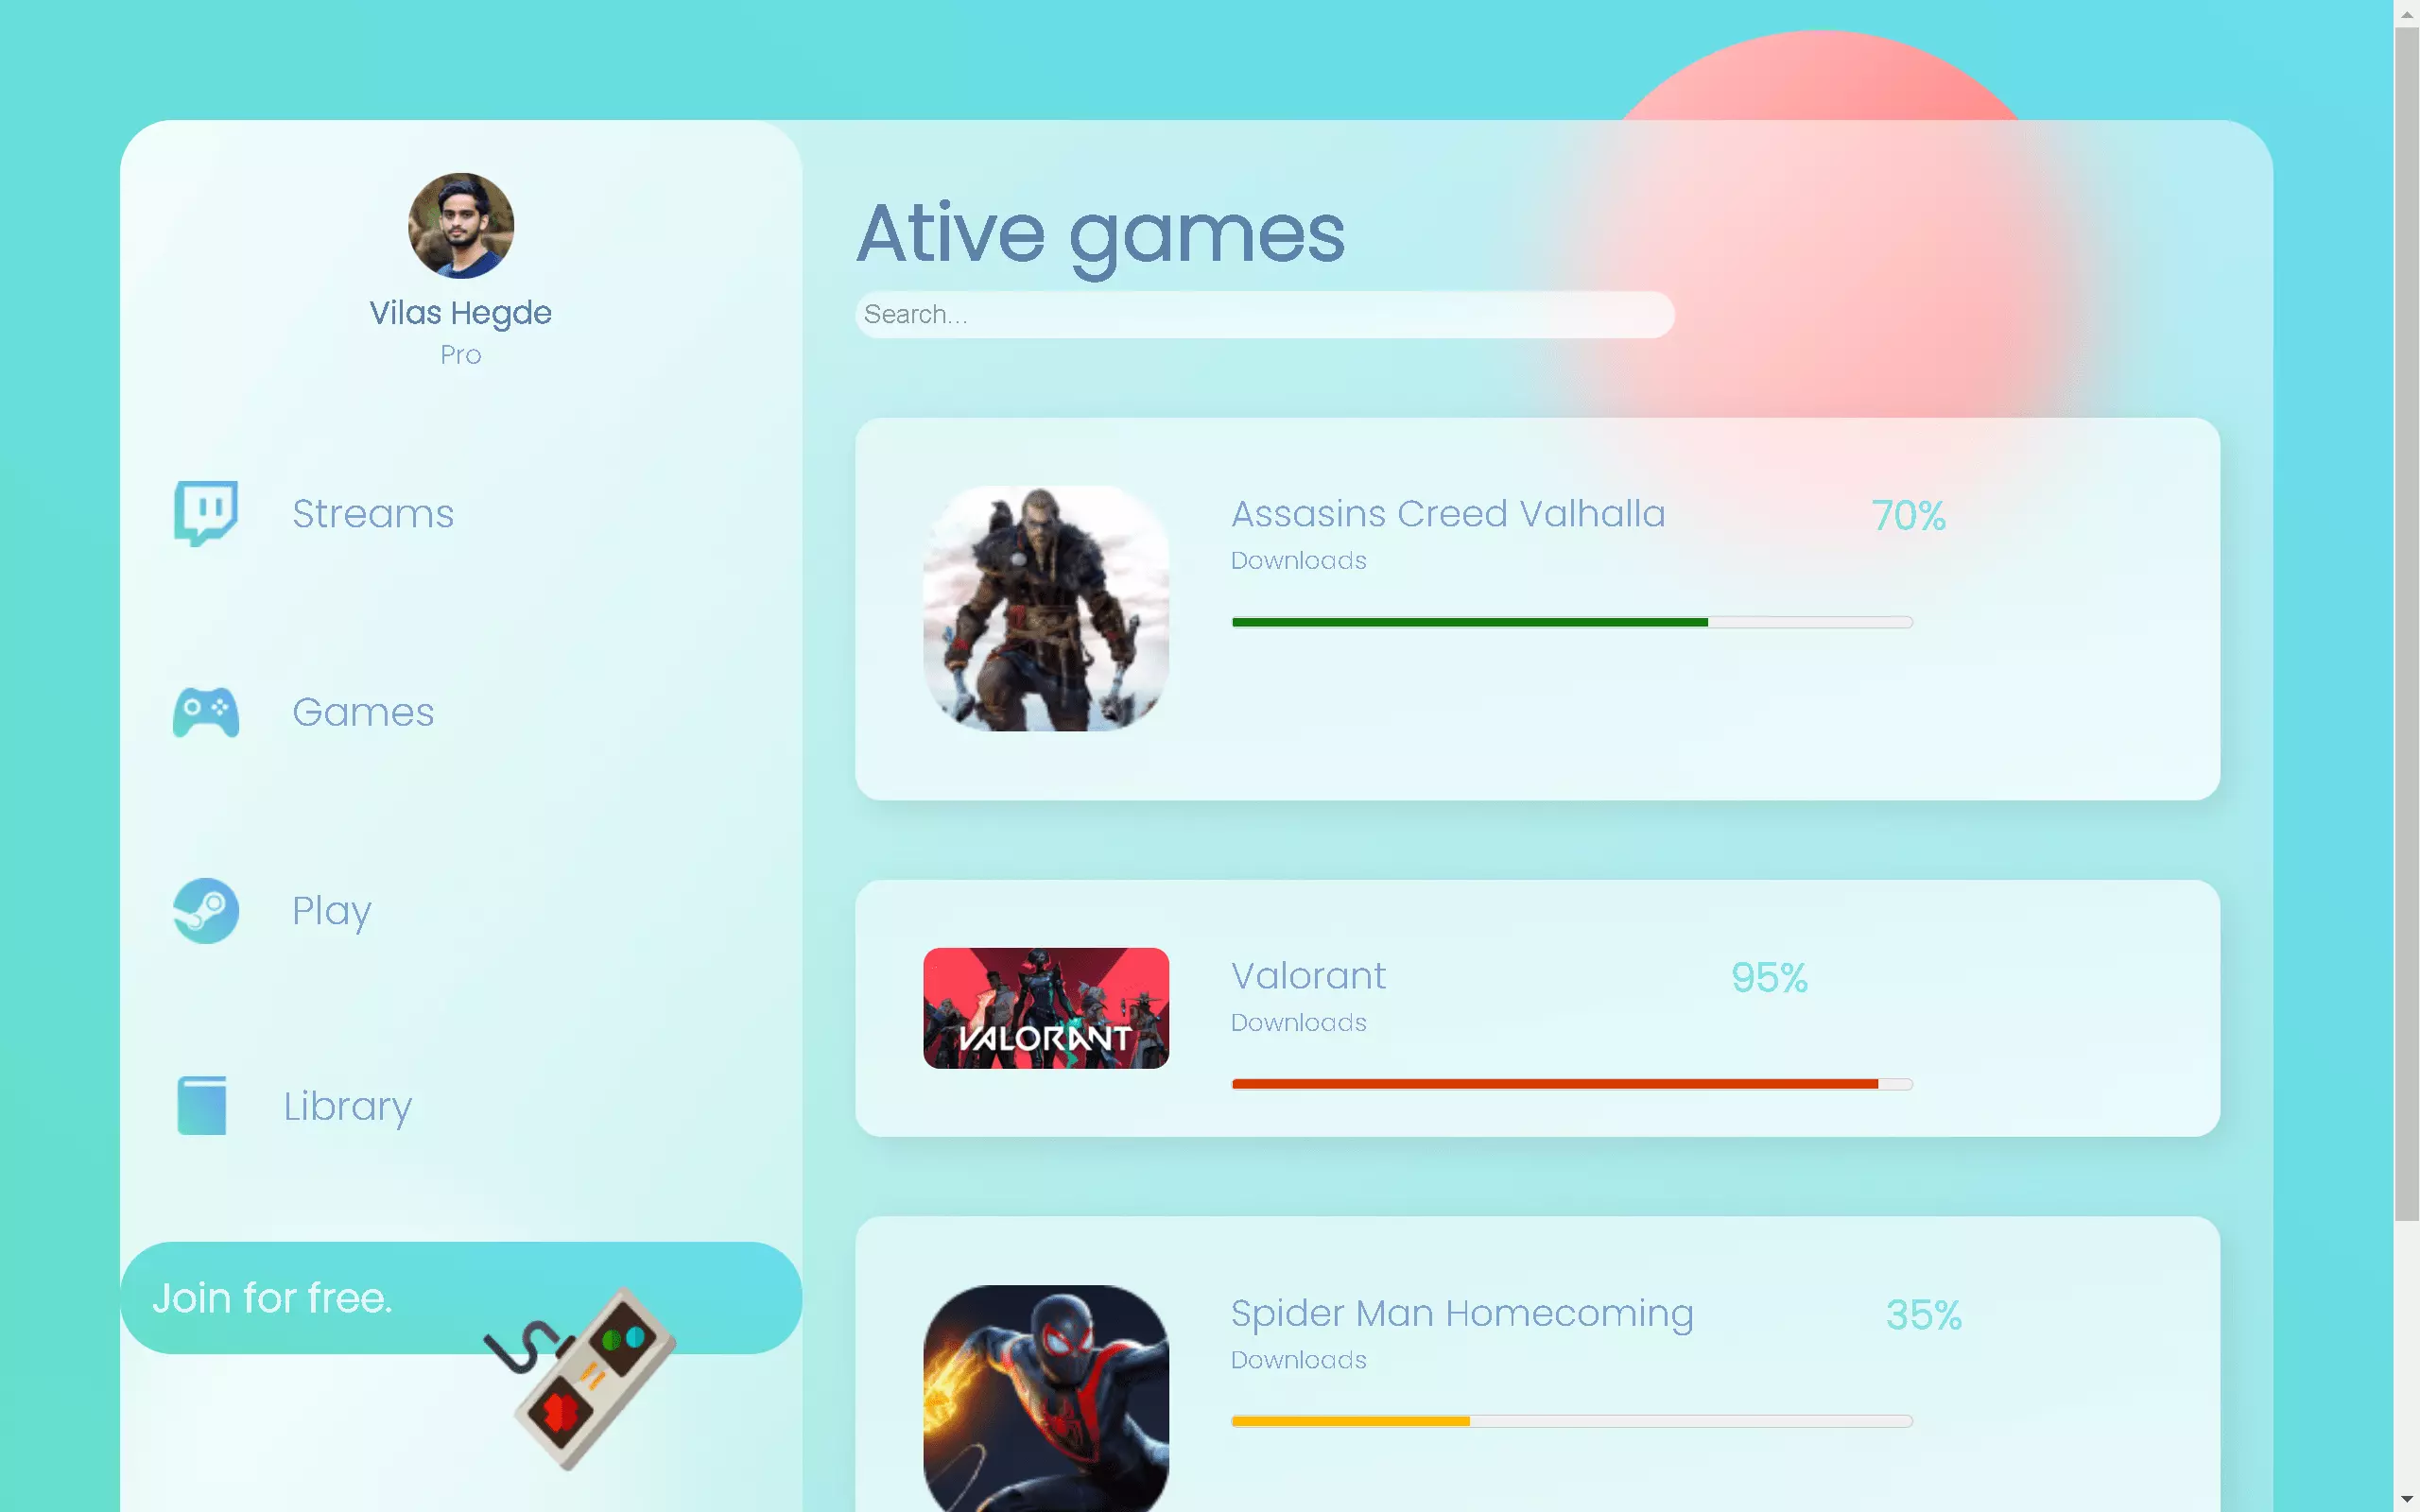 Vilas Hegde
Pro
Streams
Games
Play
Library
Join for free.
Ative games
Search...
Assasins Creed Valhalla
70%
Downloads
VALORANT
Valorant
95%
Downloads
Spider Man Homecoming
35%
Downloads